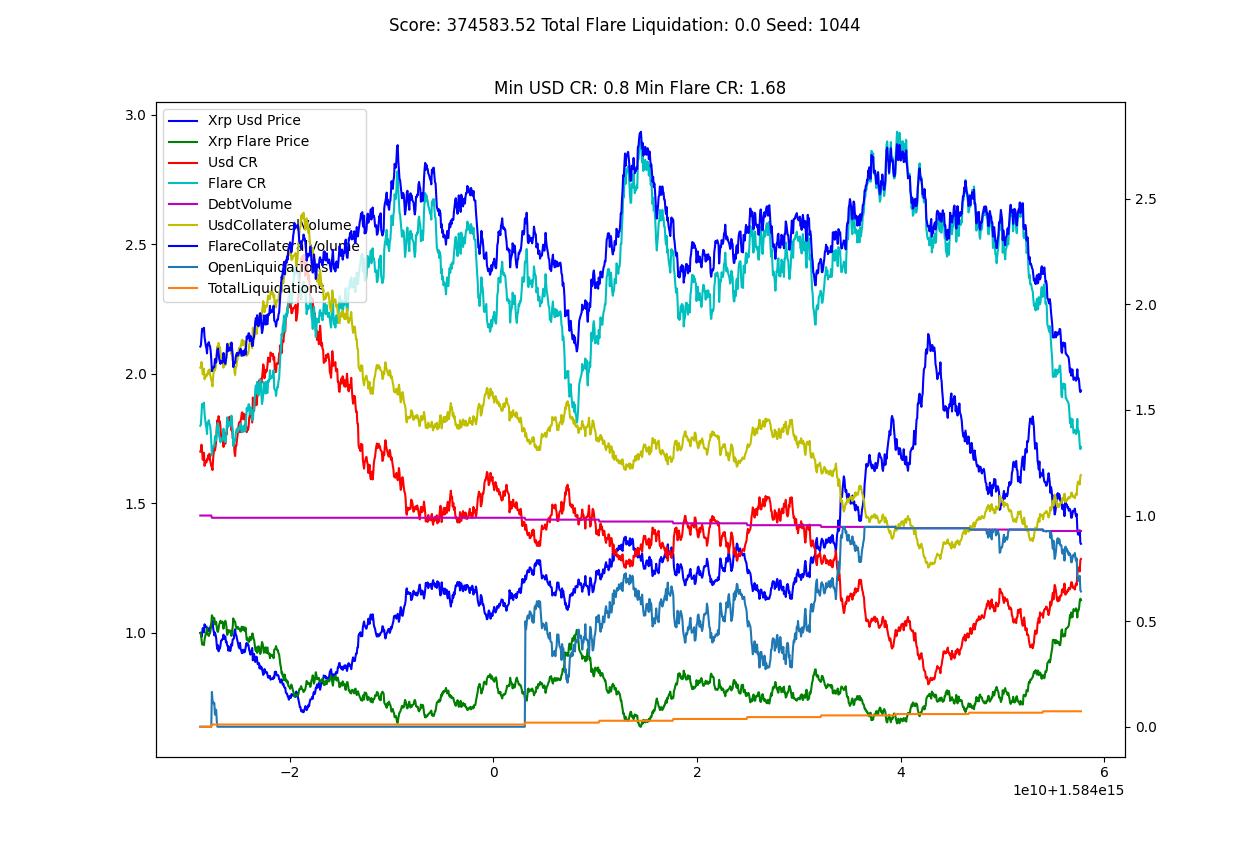 Score: 374583.52 Total Flare Liquidation: 0.0 Seed: 1044
Min USD CR: 0.8 Min Flare CR: 1.68
Xrp Usd Price
Xrp Flare Price
Usd CR
Flare CR
DebtVolume
UsdCollateralVolume
FlareCollateralVolume
OpenLiquidations
TotalLiquidations
3.0
2.5
2.0
1.5
1.0
2.5
2.0
1.5
1.0
0.5
0.0
−2
0
2
4
6
1e10+1.584e15